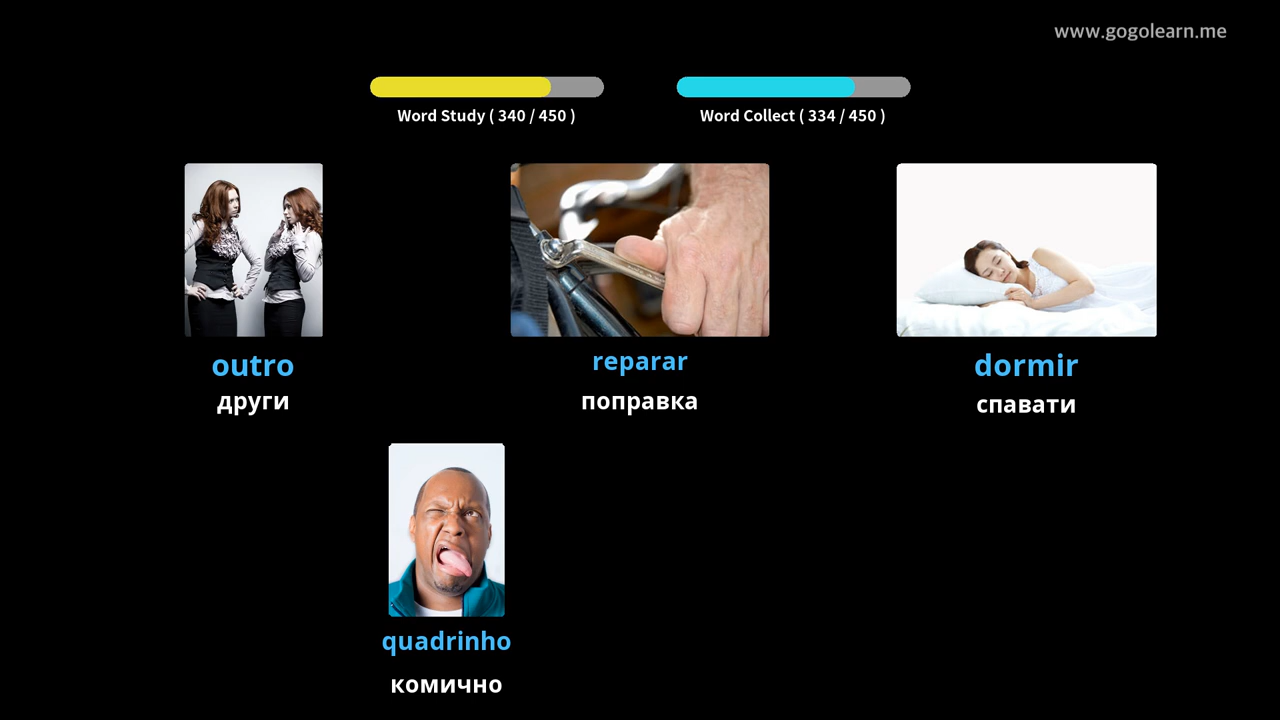 www.gogolearn.me
Word Study ( 340 / 450 )
Word Collect ( 334 / 450 )
outro
други
reparar
поправка
dormir
спавати
quadrinho
комично